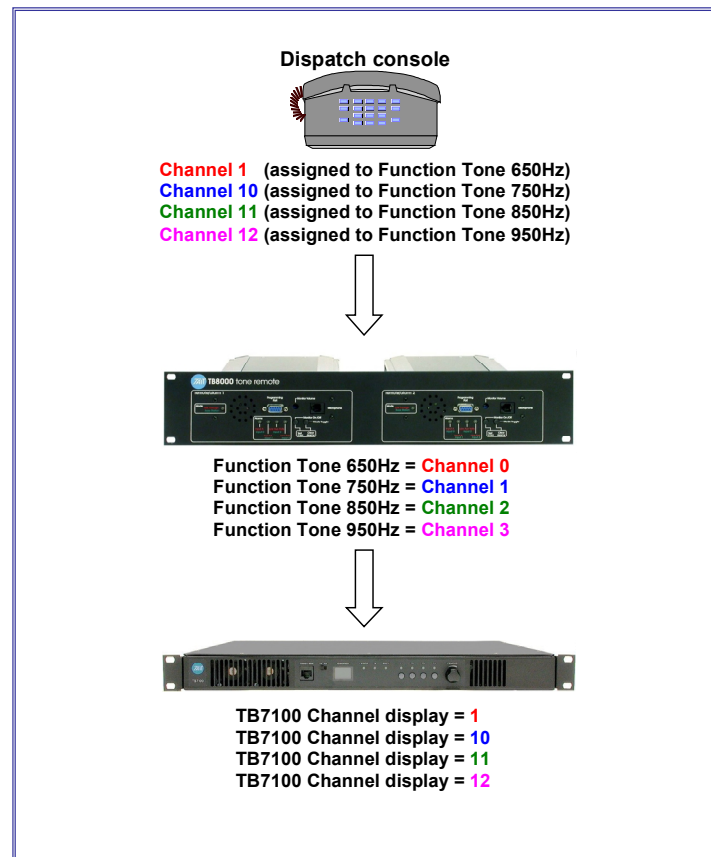 Dispatch console
Channel 1 (assigned to Function Tone 650Hz)
Channel 10 (assigned to Function Tone 750Hz)
Channel 11 (assigned to Function Tone 850Hz)
Channel 12 (assigned to Function Tone 950Hz)
TB8000 tone remote
Function Tone 650Hz = Channel 0
Function Tone 750Hz = Channel 1
Function Tone 850Hz = Channel 2
Function Tone 950Hz = Channel 3
TB7100 Channel display = 1
TB7100 Channel display = 10
TB7100 Channel display = 11
TB7100 Channel display = 12